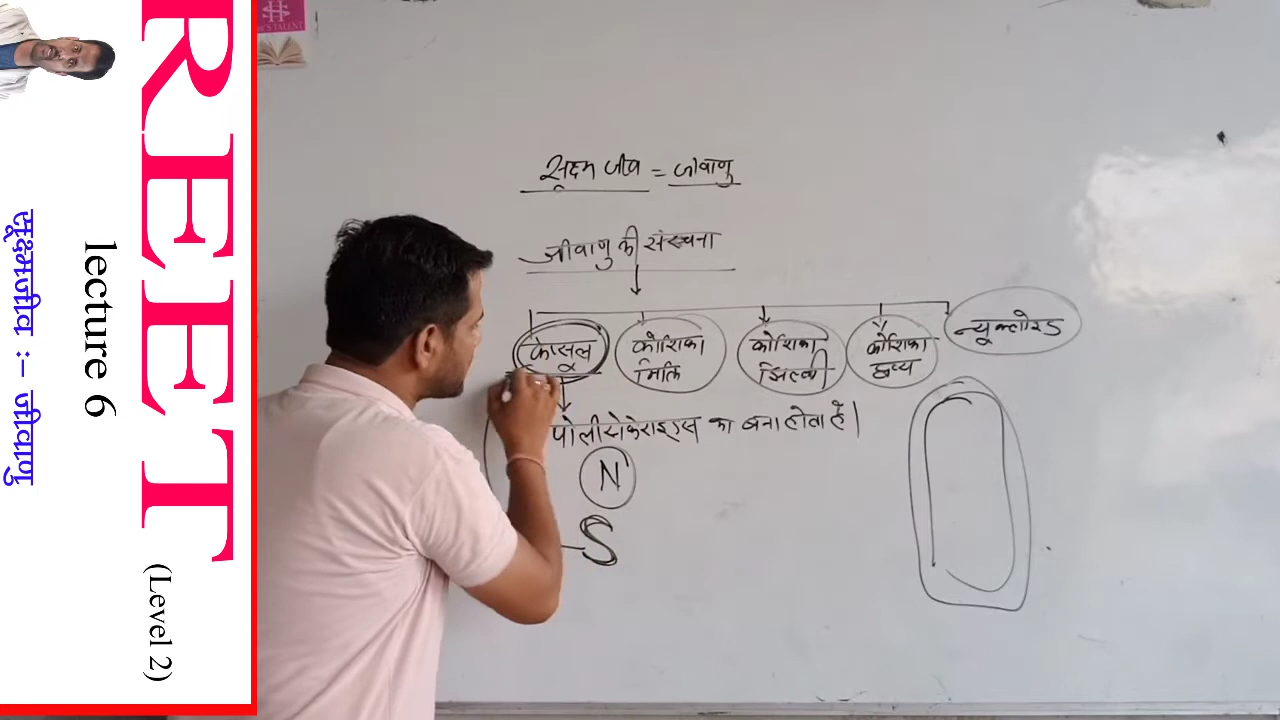 REET
(Level 2)
lecture 6
सूक्ष्मजीव :- जीवाणु
सूक्ष्म जीव = जीवाणु
जीवाणु की संरचना
केप्सूल
कोशिका
भित्ति
कोशिका
झिल्ली
कोशिका
द्रव्य
न्यूक्लोइड
पोलीसेकेराइड्स का बना होता है।
N
S